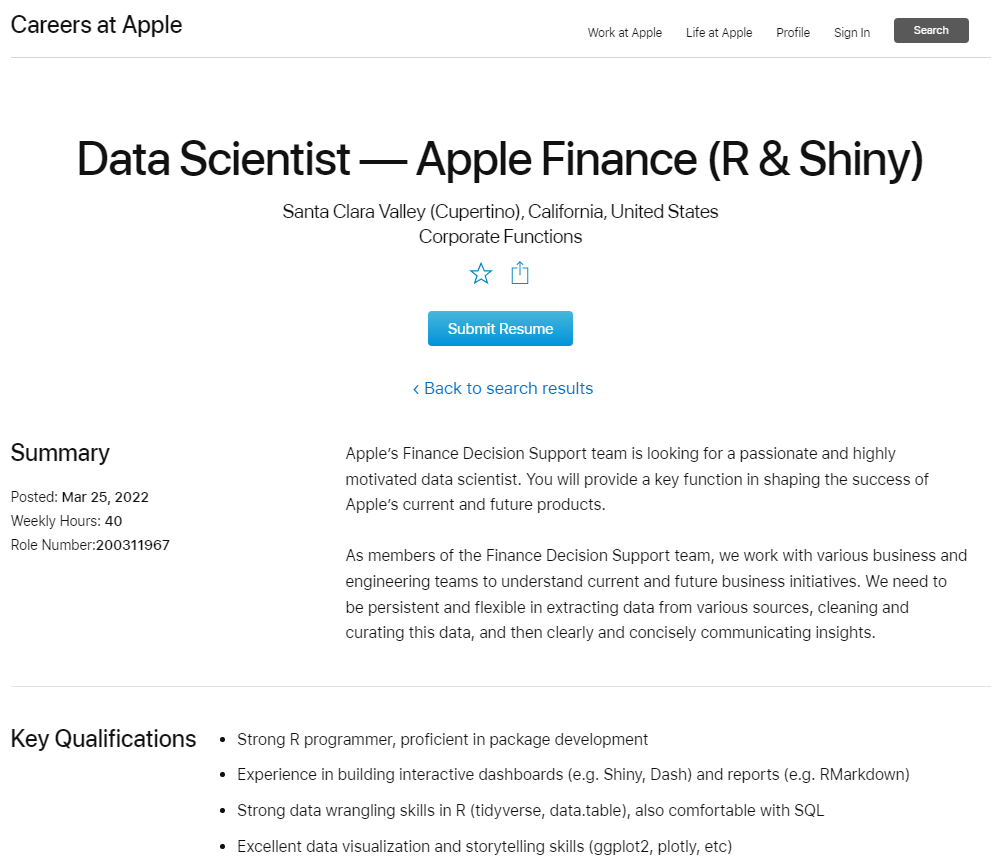 Careers at Apple
Work at Apple
Life at Apple
Profile
Sign In
Search
Data Scientist — Apple Finance (R & Shiny)
Santa Clara Valley (Cupertino), California, United States
Corporate Functions
Submit Resume
‹ Back to search results
Summary
Posted: Mar 25, 2022
Weekly Hours: 40
Role Number:200311967
Apple’s Finance Decision Support team is looking for a passionate and highly
motivated data scientist. You will provide a key function in shaping the success of
Apple’s current and future products.
As members of the Finance Decision Support team, we work with various business and
engineering teams to understand current and future business initiatives. We need to
be persistent and flexible in extracting data from various sources, cleaning and
curating this data, and then clearly and concisely communicating insights.
Key Qualifications
• Strong R programmer, proficient in package development
• Experience in building interactive dashboards (e.g. Shiny, Dash) and reports (e.g. RMarkdown)
• Strong data wrangling skills in R (tidyverse, data.table), also comfortable with SQL
• Excellent data visualization and storytelling skills (ggplot2, plotly, etc)